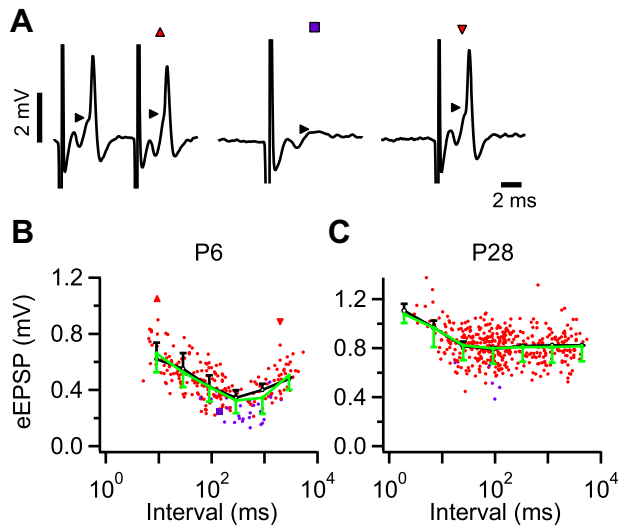 A
2 mV
2 ms
B
P6
C
P28
eEPSP (mV)
1.2
0.8
0.4
0.0
1.2
0.8
0.4
0.0
10^0 10^2 10^4
10^0 10^2 10^4
Interval (ms)
Interval (ms)